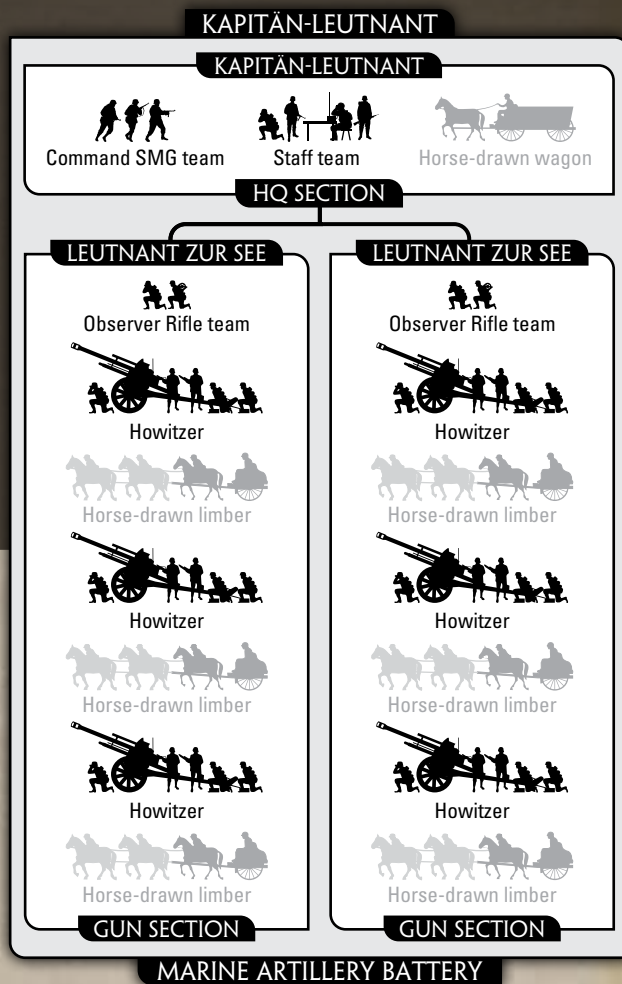 KAPITÄN-LEUTNANT
KAPITÄN-LEUTNANT
Command SMG team
Staff team
Horse-drawn wagon
HQ SECTION
LEUTNANT ZUR SEE
Observer Rifle team
Howitzer
Horse-drawn limber
Howitzer
Horse-drawn limber
Howitzer
Horse-drawn limber
GUN SECTION
LEUTNANT ZUR SEE
Observer Rifle team
Howitzer
Horse-drawn limber
Howitzer
Horse-drawn limber
Howitzer
Horse-drawn limber
GUN SECTION
MARINE ARTILLERY BATTERY